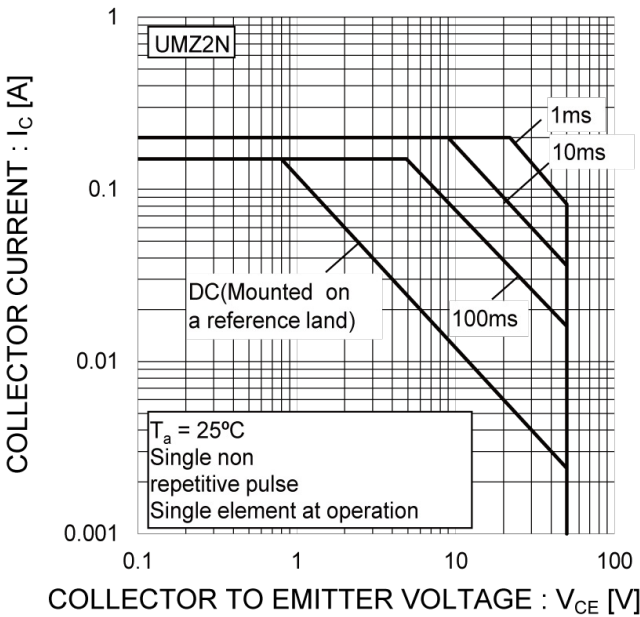 COLLECTOR CURRENT : IC [A]
1
0.1
0.01
0.001
UMZ2N
1ms
10ms
DC(Mounted on
a reference land)
100ms
Ta = 25ºC
Single non
repetitive pulse
Single element at operation
0.1
1
10
100
COLLECTOR TO EMITTER VOLTAGE : VCE [V]